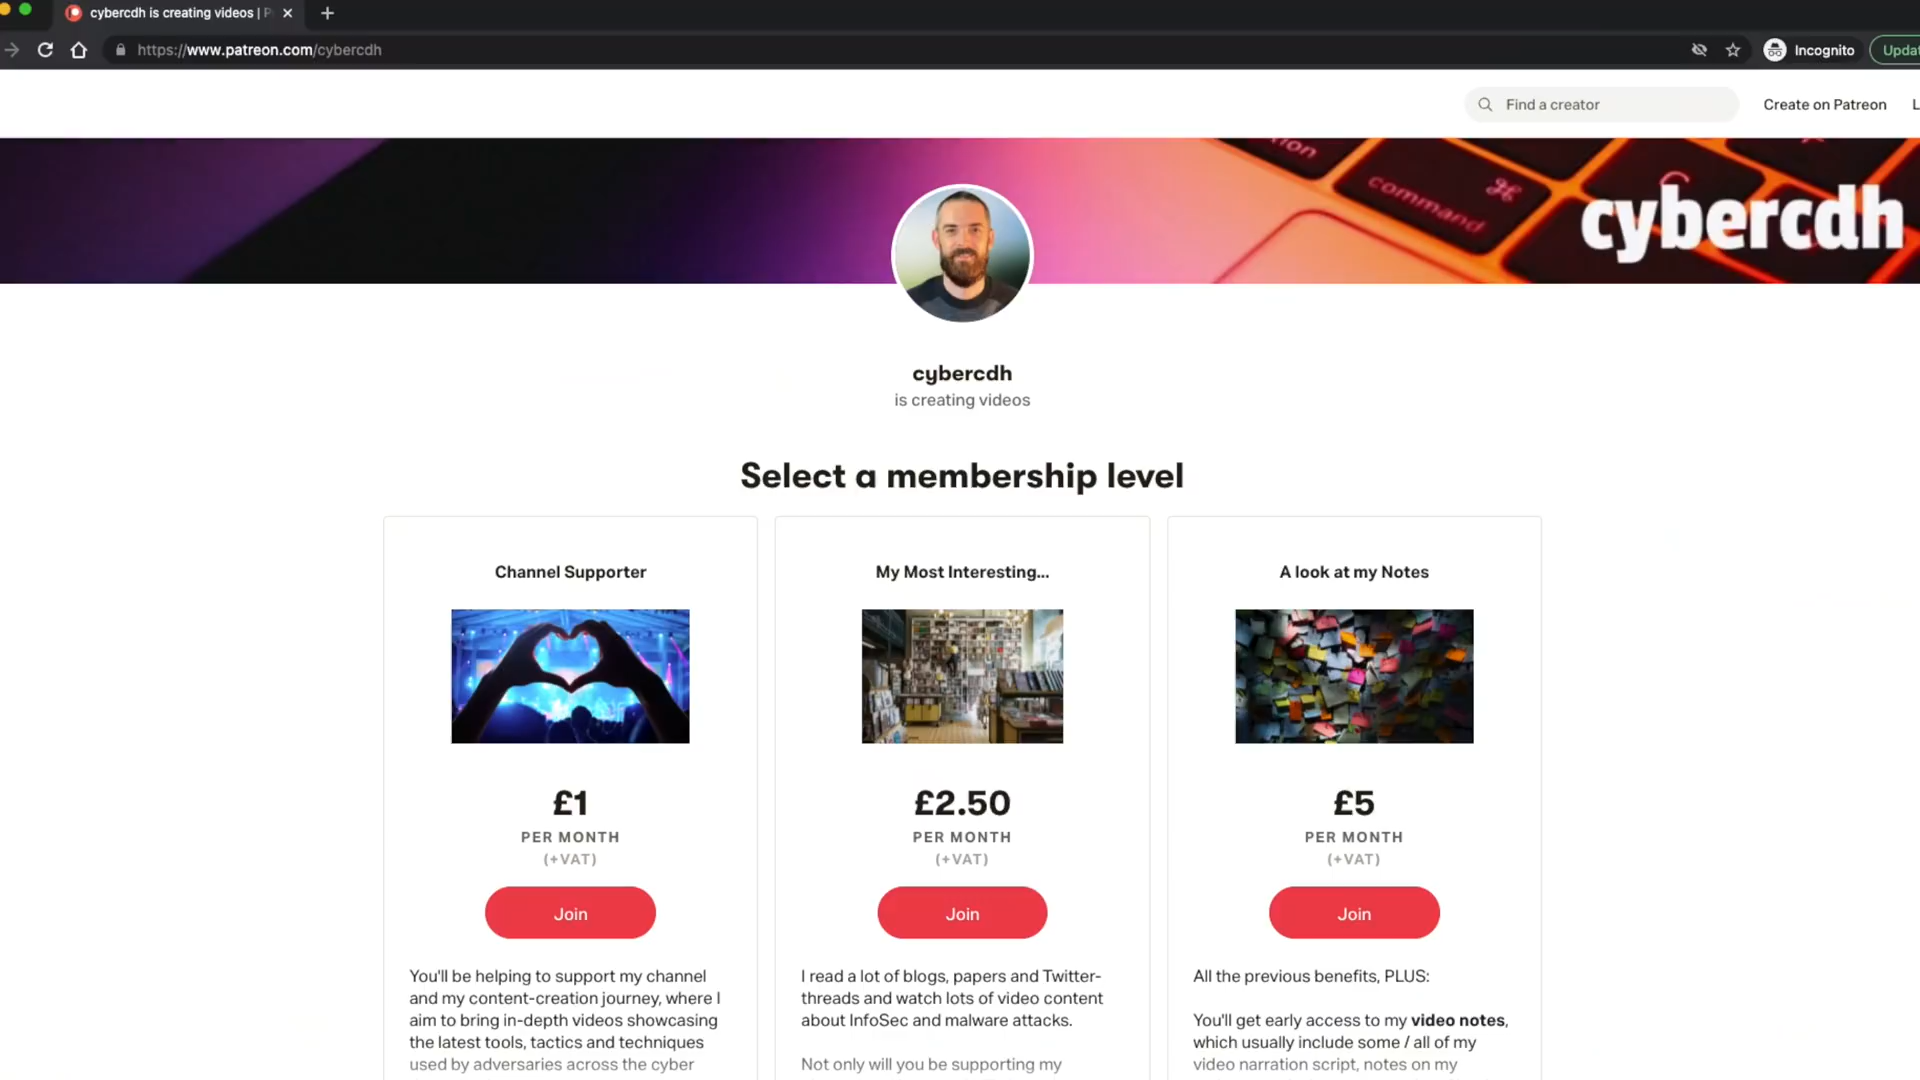 cybercdh is creating videos | P
https://www.patreon.com/cybercdh
Incognito
Updat
Find a creator
Create on Patreon
L
command
cybercdh
cybercdh
is creating videos
Select a membership level
Channel Supporter
£1
PER MONTH
(+VAT)
Join
You'll be helping to support my channel
and my content-creation journey, where I
aim to bring in-depth videos showcasing
the latest tools, tactics and techniques
used by adversaries across the cyber
My Most Interesting...
£2.50
PER MONTH
(+VAT)
Join
I read a lot of blogs, papers and Twitter-
threads and watch lots of video content
about InfoSec and malware attacks.
Not only will you be supporting my
A look at my Notes
£5
PER MONTH
(+VAT)
Join
All the previous benefits, PLUS:
You'll get early access to my video notes,
which usually include some / all of my
video narration script, notes on my